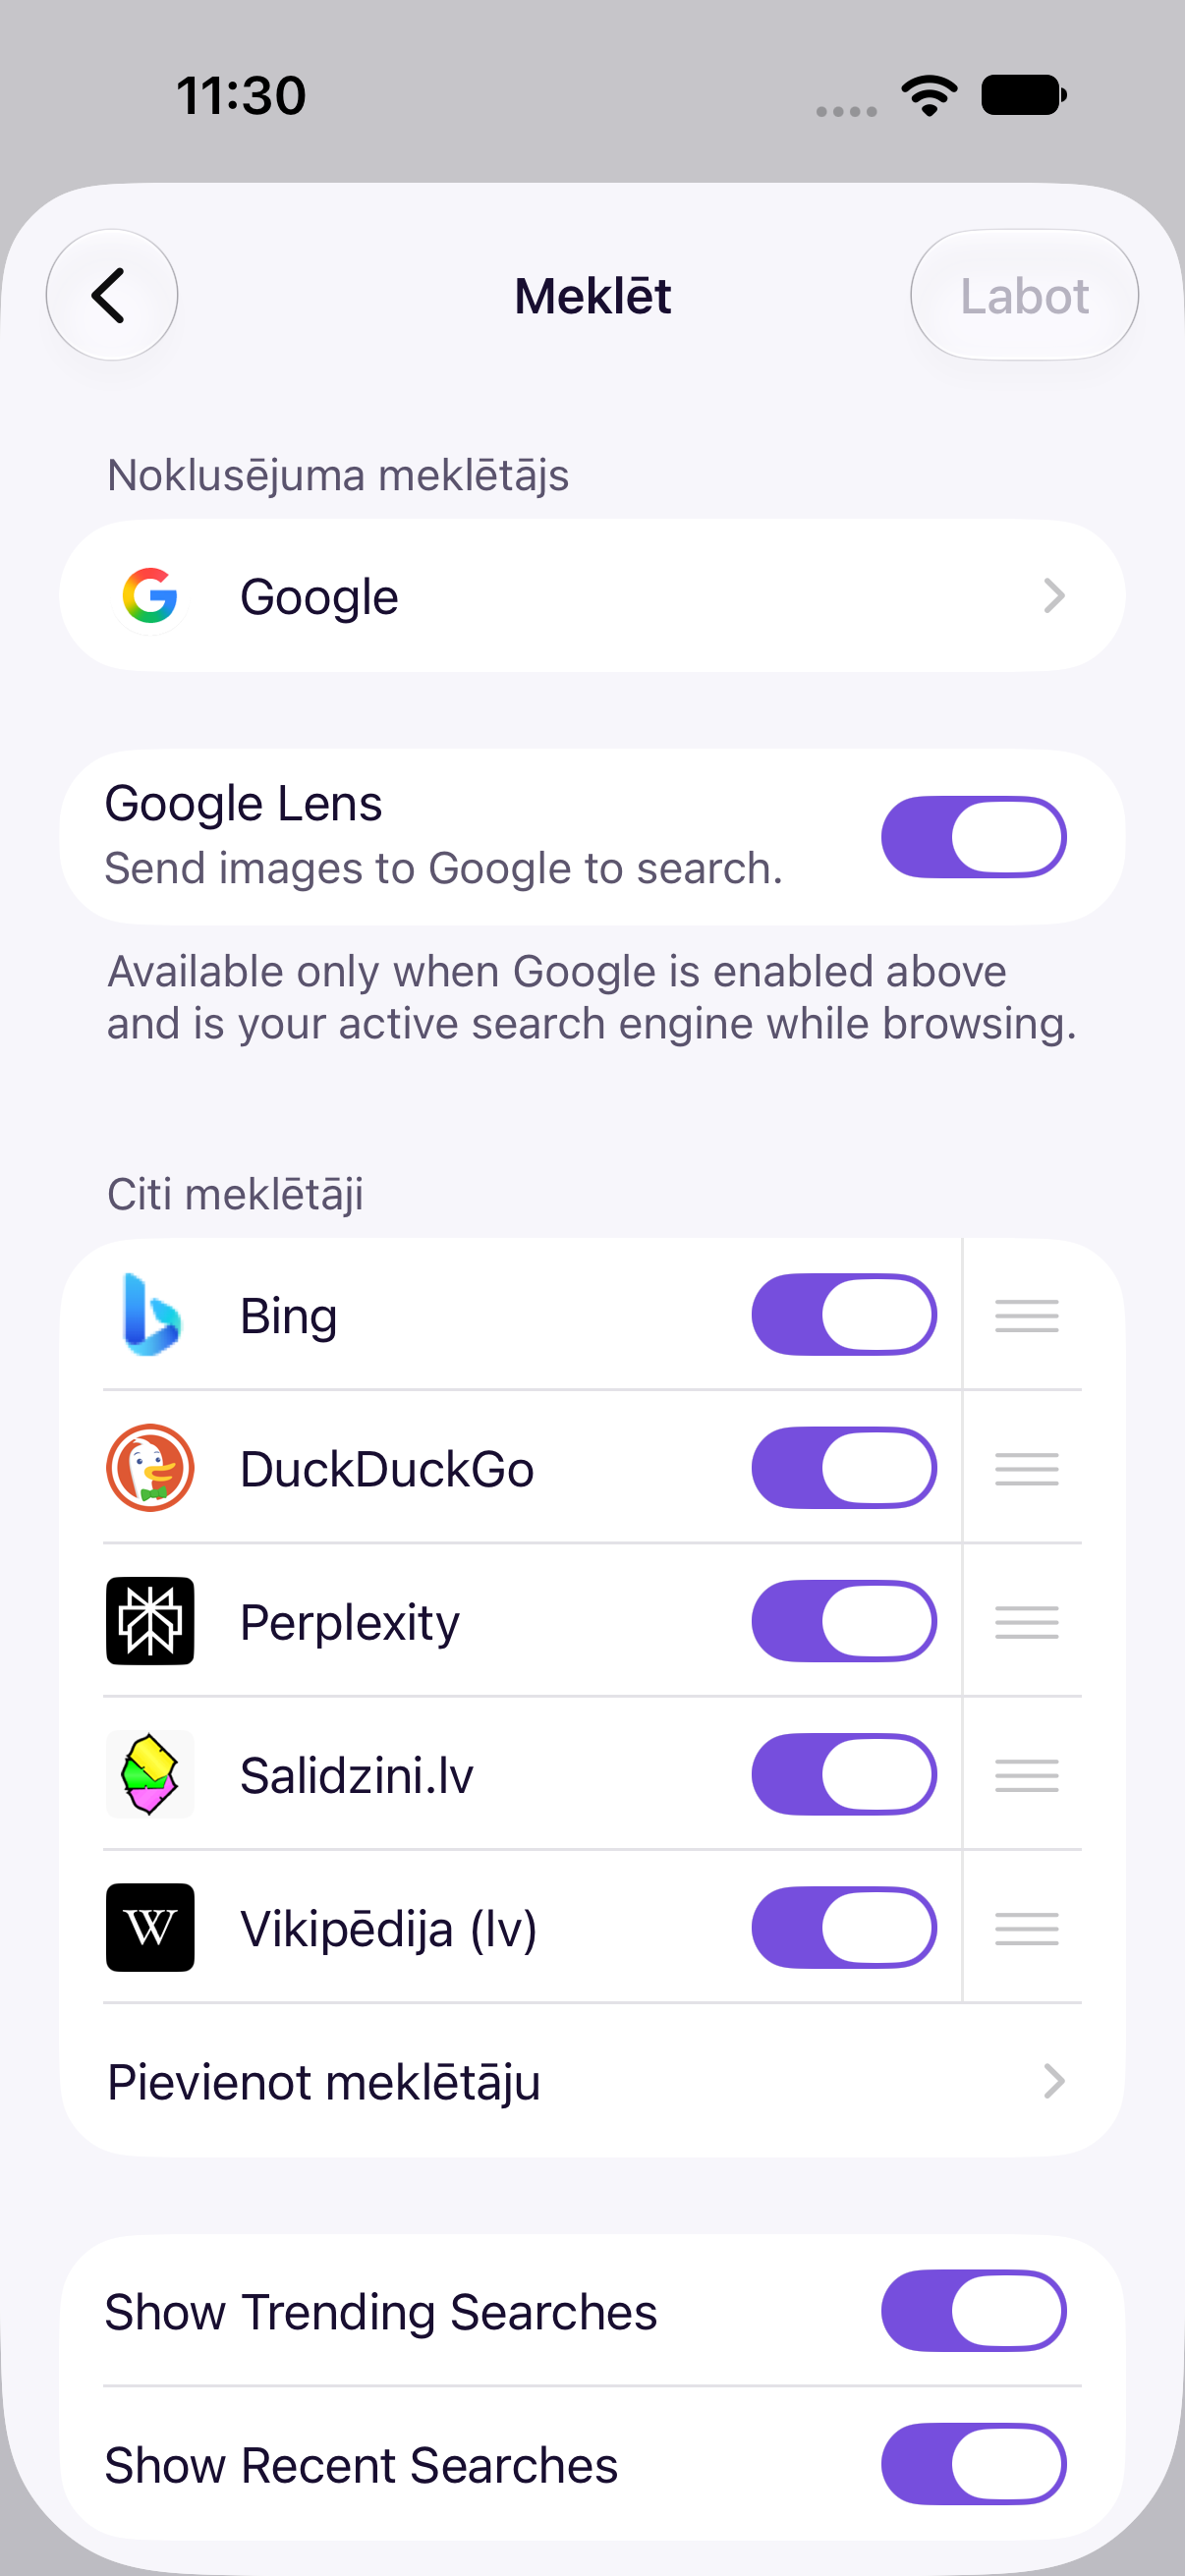 11:30
Meklēt
Labot
Noklusējuma meklētājs
Google
Google Lens
Send images to Google to search.
Available only when Google is enabled above
and is your active search engine while browsing.
Citi meklētāji
Bing
DuckDuckGo
Perplexity
Salidzini.lv
W
Vikipēdija (lv)
Pievienot meklētāju
Show Trending Searches
Show Recent Searches